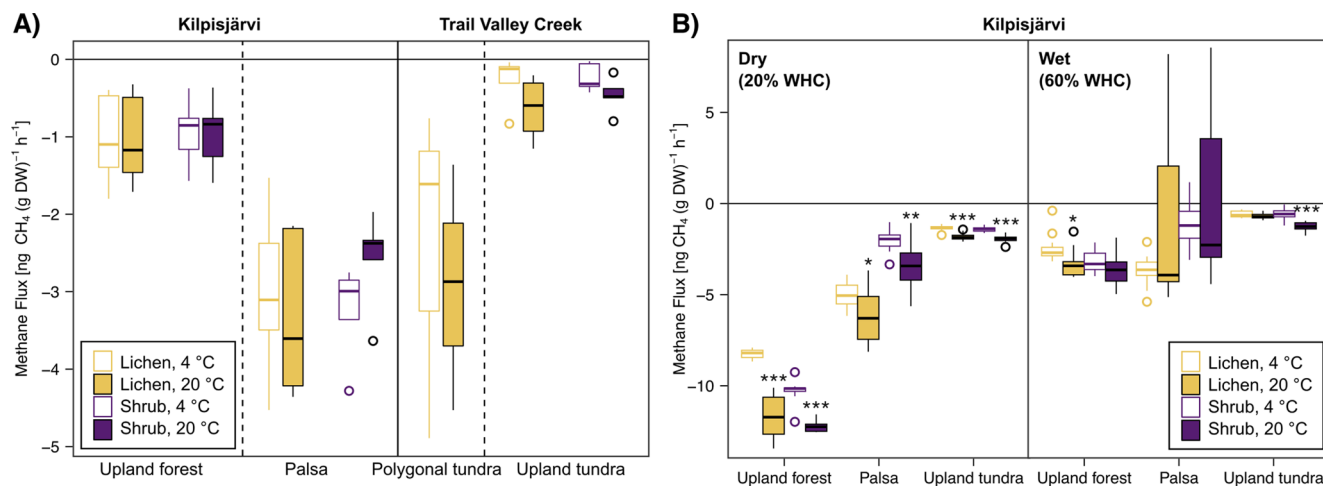 A)
Kilpisjärvi
Trail Valley Creek
Methane Flux [ng CH₄ (g DW)⁻¹ h⁻¹]
0
−1
−2
−3
−4
−5
Lichen, 4 °C
Lichen, 20 °C
Shrub, 4 °C
Shrub, 20 °C
Upland forest
Palsa
Polygonal tundra
Upland tundra
B)
Kilpisjärvi
Dry
(20% WHC)
Wet
(60% WHC)
Methane Flux [ng CH₄ (g DW)⁻¹ h⁻¹]
5
0
−5
−10
***
***
*
**
***
***
*
***
Lichen, 4 °C
Lichen, 20 °C
Shrub, 4 °C
Shrub, 20 °C
Upland forest
Palsa
Upland tundra
Upland forest
Palsa
Upland tundra